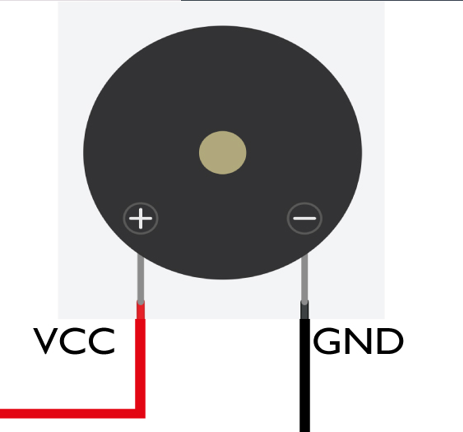 + −
VCC GND